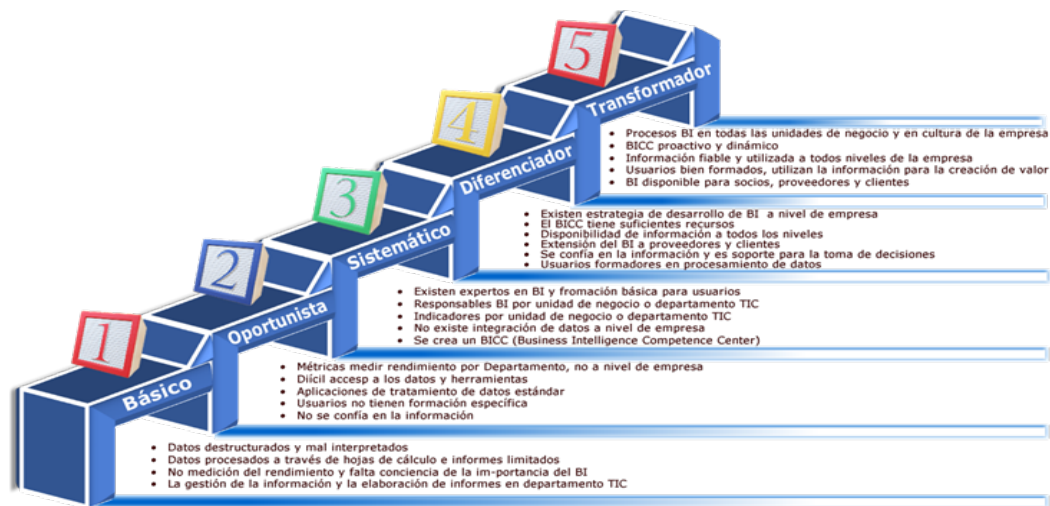 5
Transformador
• Procesos BI en todas las unidades de negocio y en cultura de la empresa
• BICC proactivo y dinámico
• Información fiable y utilizada a todos niveles de la empresa
• Usuarios bien formados, utilizan la información para la creación de valor
• BI disponible para socios, proveedores y clientes
4
Diferenciador
• Existen estrategia de desarrollo de BI a nivel de empresa
• El BICC tiene suficientes recursos
• Disponibilidad de información a todos los niveles
• Extensión del BI a proveedores y clientes
• Se confía en la información y es soporte para la toma de decisiones
• Usuarios formadores en procesamiento de datos
3
Sistemático
• Existen expertos en BI y fromación básica para usuarios
• Responsables BI por unidad de negocio o departamento TIC
• Indicadores por unidad de negocio o departamento TIC
• No existe integración de datos a nivel de empresa
• Se crea un BICC (Business Intelligence Competence Center)
2
Oportunista
• Métricas medir rendimiento por Departamento, no a nivel de empresa
• Diícil accesp a los datos y herramientas
• Aplicaciones de tratamiento de datos estándar
• Usuarios no tienen formación específica
• No se confía en la información
1
Básico
• Datos destructurados y mal interpretados
• Datos procesados a través de hojas de cálculo e informes limitados
• No medición del rendimiento y falta conciencia de la im-portancia del BI
• La gestión de la información y la elaboración de informes en departamento TIC